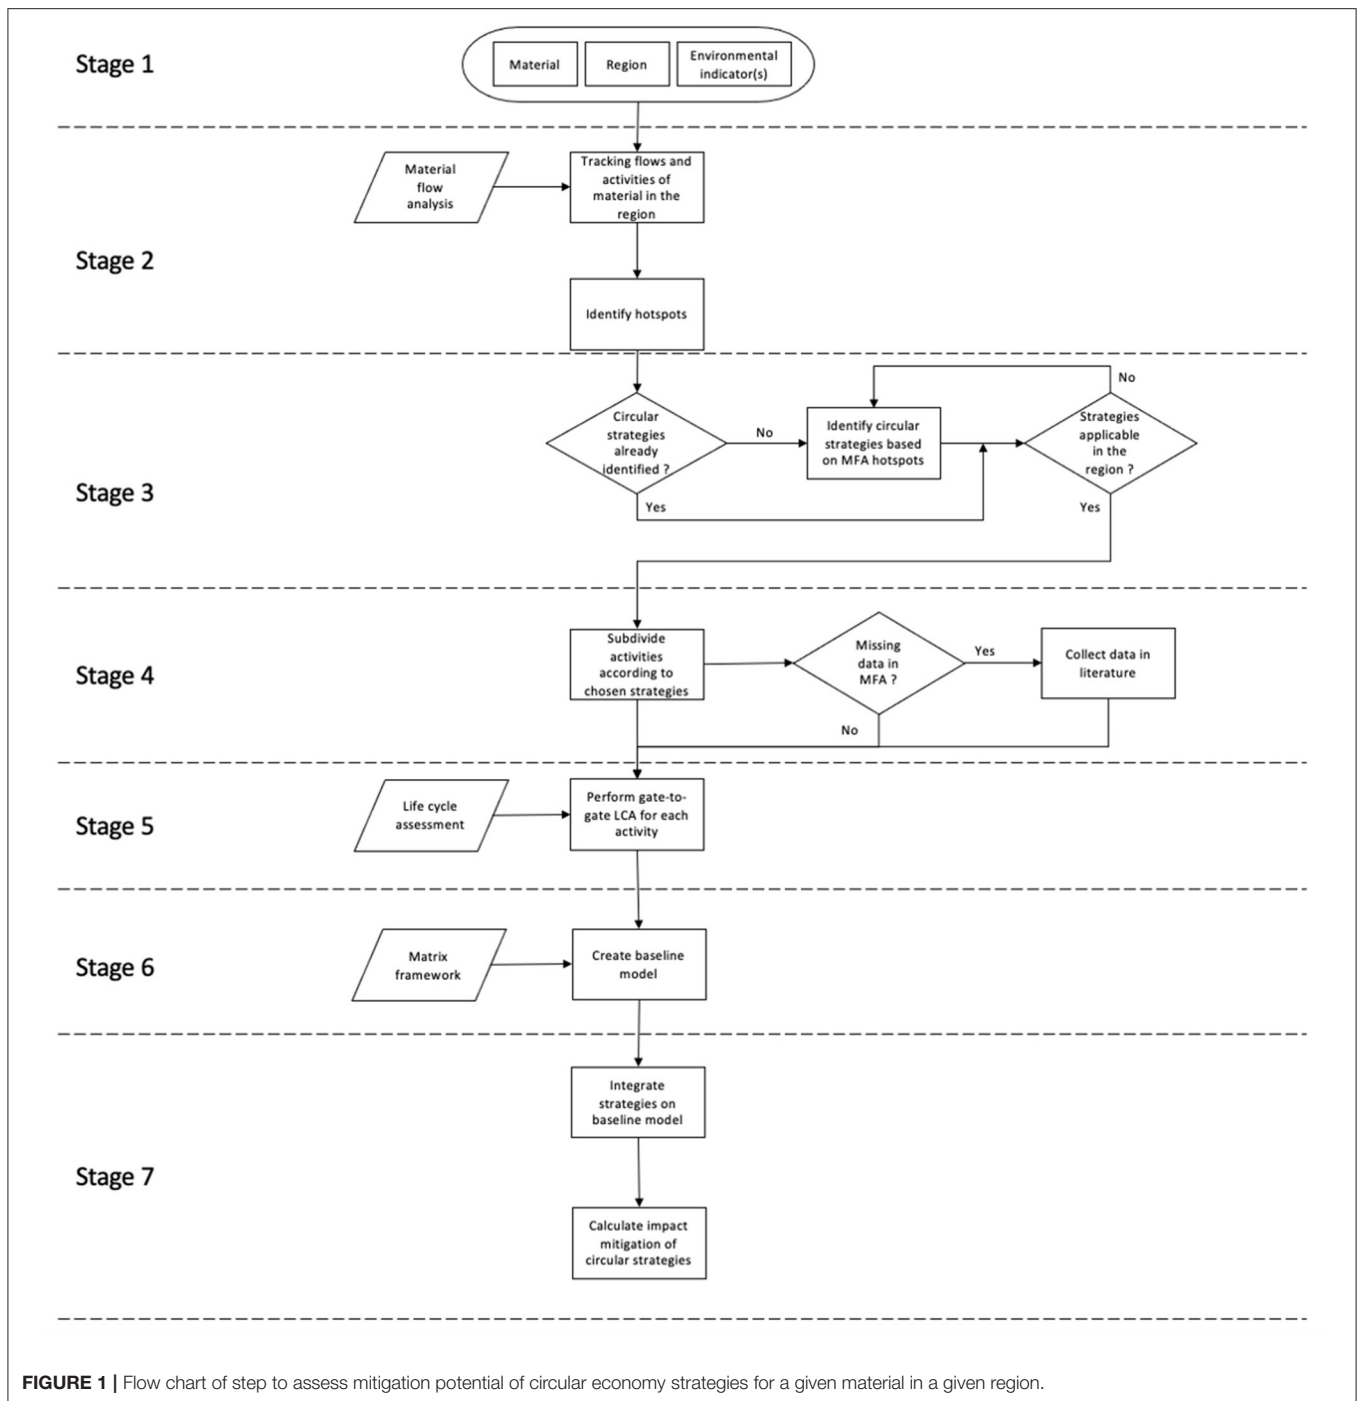 Stage 1
Material
Region
Environmental
indicator(s)
Stage 2
Material
flow
analysis
Tracking flows and
activities of
material in the
region
Identify hotspots
Stage 3
Circular
strategies
already
identified ?
No
Yes
Identify circular
strategies based
on MFA hotspots
Strategies
applicable
in the
region ?
No
Yes
Stage 4
Subdivide
activities
according to
chosen strategies
Missing
data in
MFA ?
Yes
No
Collect data in
literature
Stage 5
Life cycle
assessment
Perform gate-to-
gate LCA for each
activity
Stage 6
Matrix
framework
Create baseline
model
Stage 7
Integrate
strategies on
baseline model
Calculate impact
mitigation of
circular strategies
FIGURE 1 | Flow chart of step to assess mitigation potential of circular economy strategies for a given material in a given region.